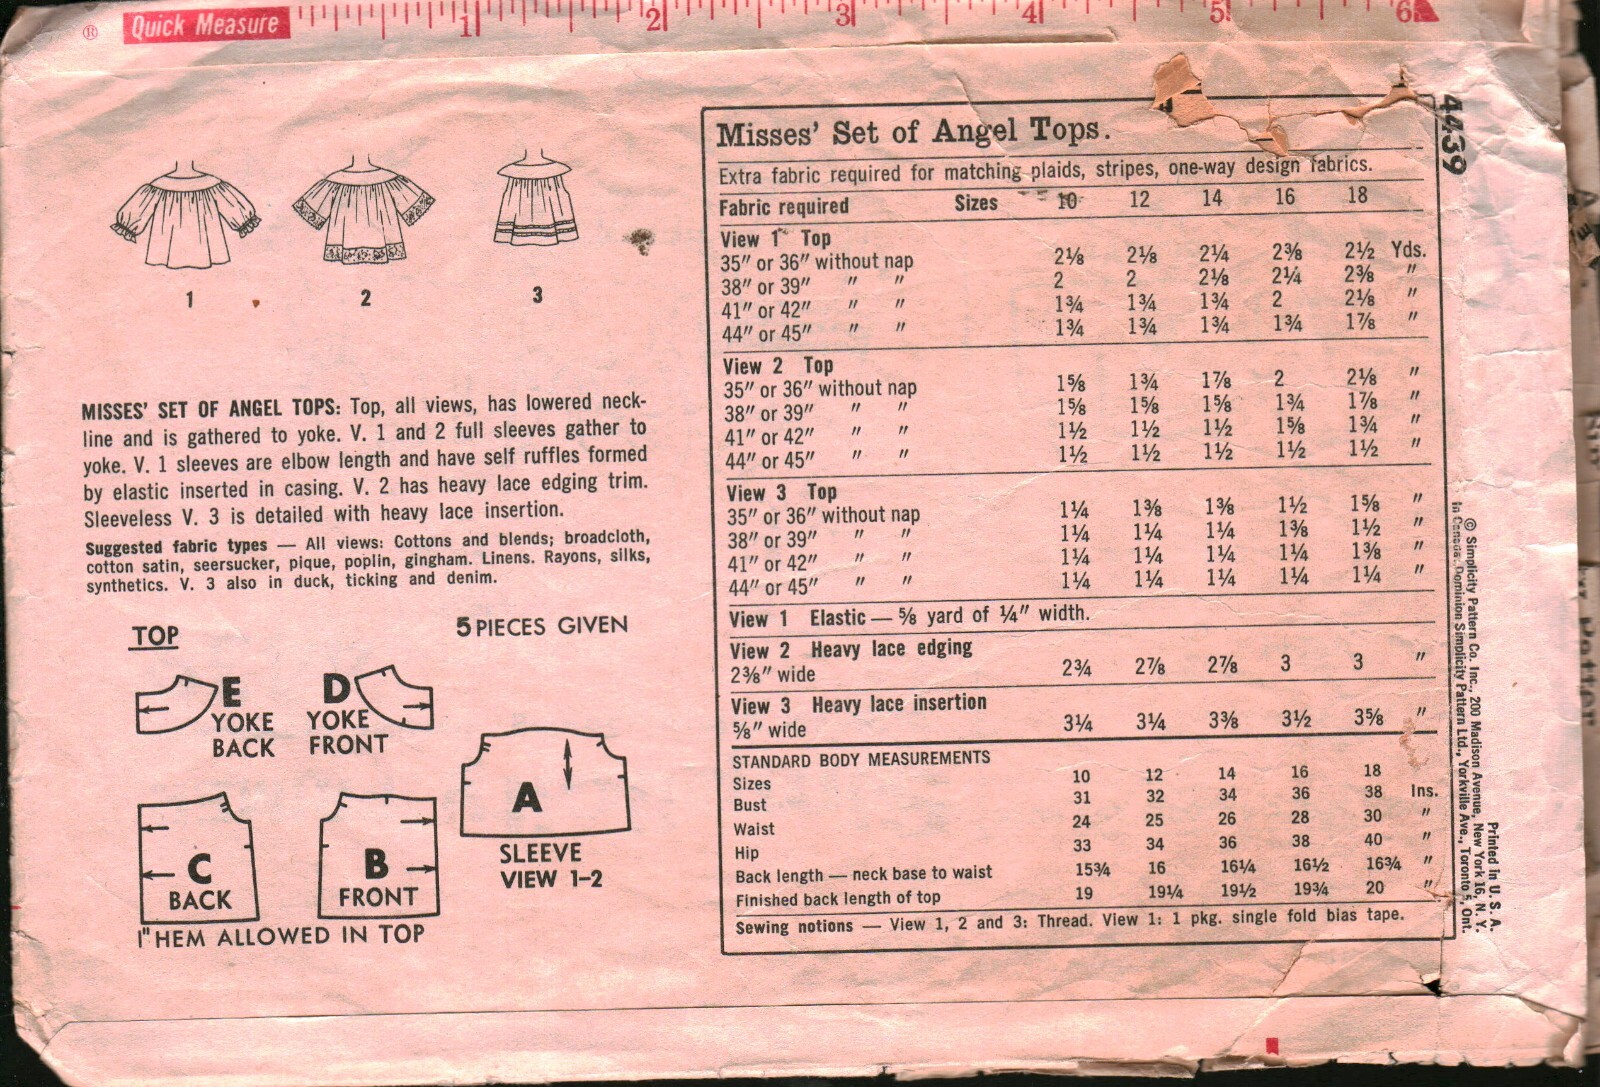 ® Quick Measure 1 2 3 4 5 6
4439
1 2 3
MISSES' SET OF ANGEL TOPS: Top, all views, has lowered neck-
line and is gathered to yoke. V. 1 and 2 full sleeves gather to
yoke. V. 1 sleeves are elbow length and have self ruffles formed
by elastic inserted in casing. V. 2 has heavy lace edging trim.
Sleeveless V. 3 is detailed with heavy lace insertion.
Suggested fabric types — All views: Cottons and blends; broadcloth,
cotton satin, seersucker, pique, poplin, gingham. Linens. Rayons, silks,
synthetics. V. 3 also in duck, ticking and denim.
TOP
5 PIECES GIVEN
E
YOKE
BACK
D
YOKE
FRONT
A
SLEEVE
VIEW 1-2
C
BACK
B
FRONT
1" HEM ALLOWED IN TOP
Misses' Set of Angel Tops.
Extra fabric required for matching plaids, stripes, one-way design fabrics.
Fabric required Sizes 10 12 14 16 18
View 1 Top
35" or 36" without nap 2⅛ 2⅛ 2¼ 2⅜ 2½ Yds.
38" or 39" " " 2 2 2⅛ 2¼ 2⅜ "
41" or 42" " " 1¾ 1¾ 1¾ 2 2⅛ "
44" or 45" " " 1¾ 1¾ 1¾ 1¾ 1⅞ "
View 2 Top
35" or 36" without nap 1⅝ 1¾ 1⅞ 2 2⅛ "
38" or 39" " " 1⅝ 1⅝ 1⅝ 1¾ 1⅞ "
41" or 42" " " 1½ 1½ 1½ 1⅝ 1¾ "
44" or 45" " " 1½ 1½ 1½ 1½ 1½ "
View 3 Top
35" or 36" without nap 1¼ 1⅜ 1⅜ 1½ 1⅝ "
38" or 39" " " 1¼ 1¼ 1¼ 1⅜ 1½ "
41" or 42" " " 1¼ 1¼ 1¼ 1¼ 1⅜ "
44" or 45" " " 1¼ 1¼ 1¼ 1¼ 1¼ "
View 1 Elastic — ⅝ yard of ¼" width.
View 2 Heavy lace edging
2⅜" wide 2¾ 2⅞ 2⅞ 3 3 "
View 3 Heavy lace insertion
⅝" wide 3¼ 3¼ 3⅜ 3½ 3⅝ "
STANDARD BODY MEASUREMENTS
Sizes 10 12 14 16 18
Bust 31 32 34 36 38 Ins.
Waist 24 25 26 28 30 "
Hip 33 34 36 38 40 "
Back length — neck base to waist 15¾ 16 16¼ 16½ 16¾ "
Finished back length of top 19 19¼ 19½ 19¾ 20 "
Sewing notions — View 1, 2 and 3: Thread. View 1: 1 pkg. single fold bias tape.
© Simplicity Pattern Co. Inc., 200 Madison Avenue, New York 16, N. Y.
In Canada: Dominion Simplicity Pattern Ltd., Yorkville Ave., Toronto 5, Ont.
Printed in U. S. A.